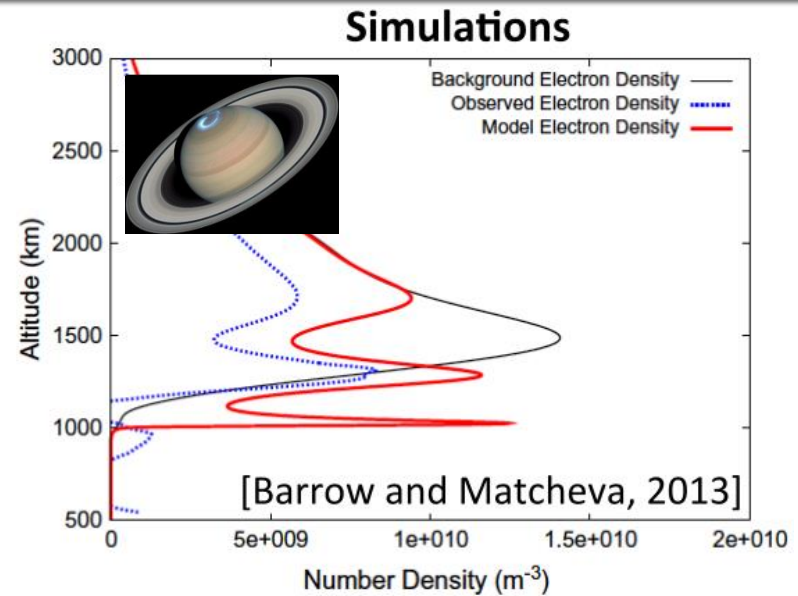 Simulations
3000
2500
2000
1500
1000
500
Altitude (km)
Background Electron Density
Observed Electron Density
Model Electron Density
[Barrow and Matcheva, 2013]
0 5e+009 1e+010 1.5e+010 2e+010
Number Density (m⁻³)